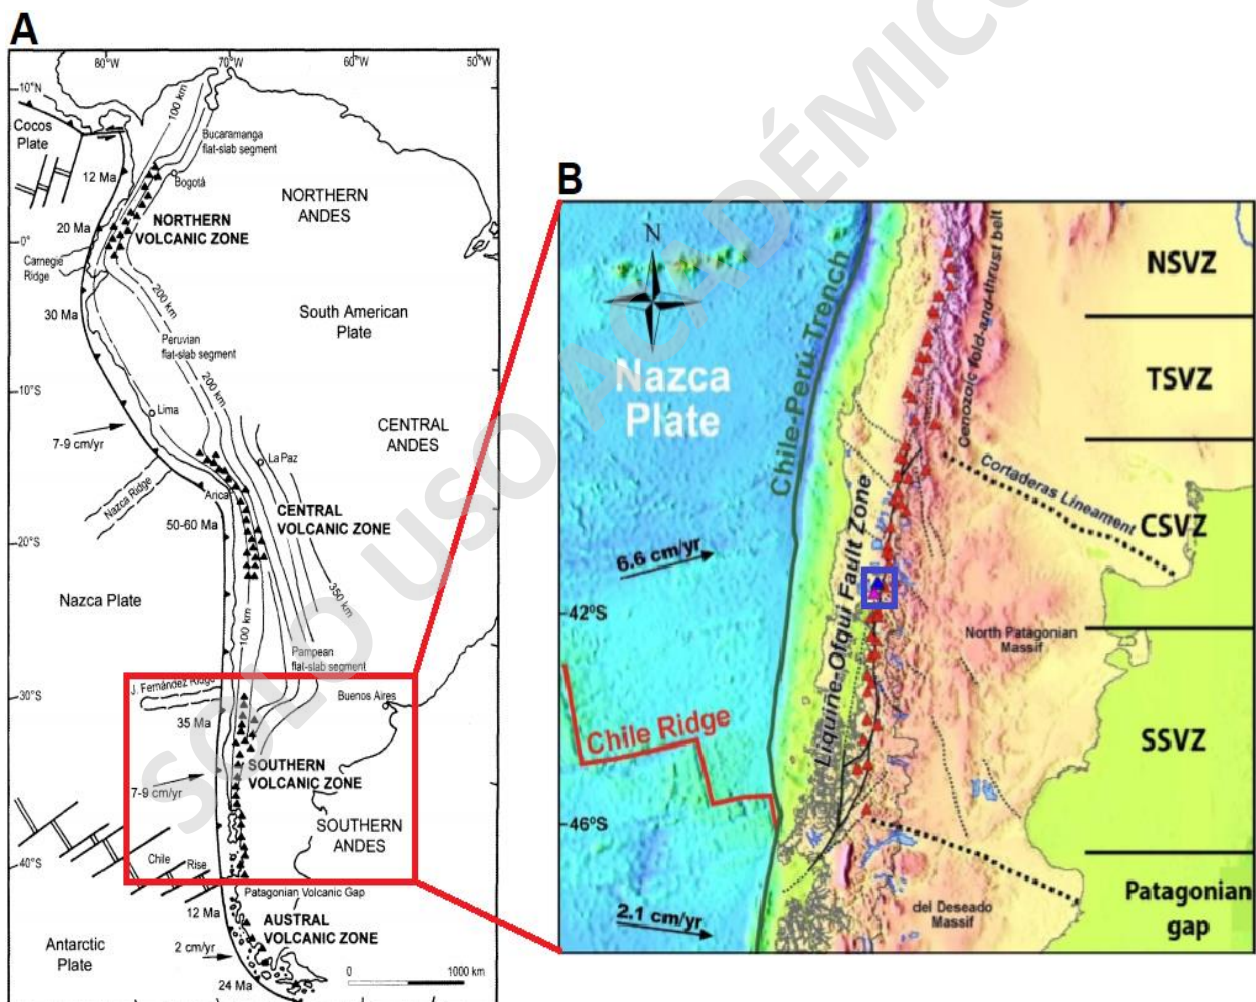 A
80°W
70°W
60°W
50°W
10°N
Cocos
Plate
100 km
Bucaramanga
flat-slab segment
12 Ma
Bogotá
NORTHERN
ANDES
NORTHERN
VOLCANIC ZONE
20 Ma
0°
Carnegie
Ridge
200 km
30 Ma
South American
Plate
Peruvian
flat-slab segment
200 km
10°S
Lima
7-9 cm/yr
CENTRAL
ANDES
La Paz
Nazca Ridge
Arica
CENTRAL
VOLCANIC ZONE
50-60 Ma
20°S
350 km
Nazca Plate
100 km
Pampean
flat-slab segment
J. Fernández Ridge
30°S
Buenos Aires
35 Ma
SOUTHERN
VOLCANIC ZONE
7-9 cm/yr
SOUTHERN
ANDES
Chile Rise
40°S
Patagonian Volcanic Gap
12 Ma
AUSTRAL
VOLCANIC ZONE
Antarctic
Plate
2 cm/yr
24 Ma
0 1000 km
B
N
Nazca
Plate
Chile-Perú Trench
Cenozoic fold-and-thrust belt
NSVZ
TSVZ
Cortaderas Lineament
CSVZ
Liquiñe-Ofqui Fault Zone
6.6 cm/yr
42°S
North Patagonian
Massif
Chile Ridge
SSVZ
46°S
2.1 cm/yr
del Deseado
Massif
Patagonian
gap
SOLO USO ACADÉMICO